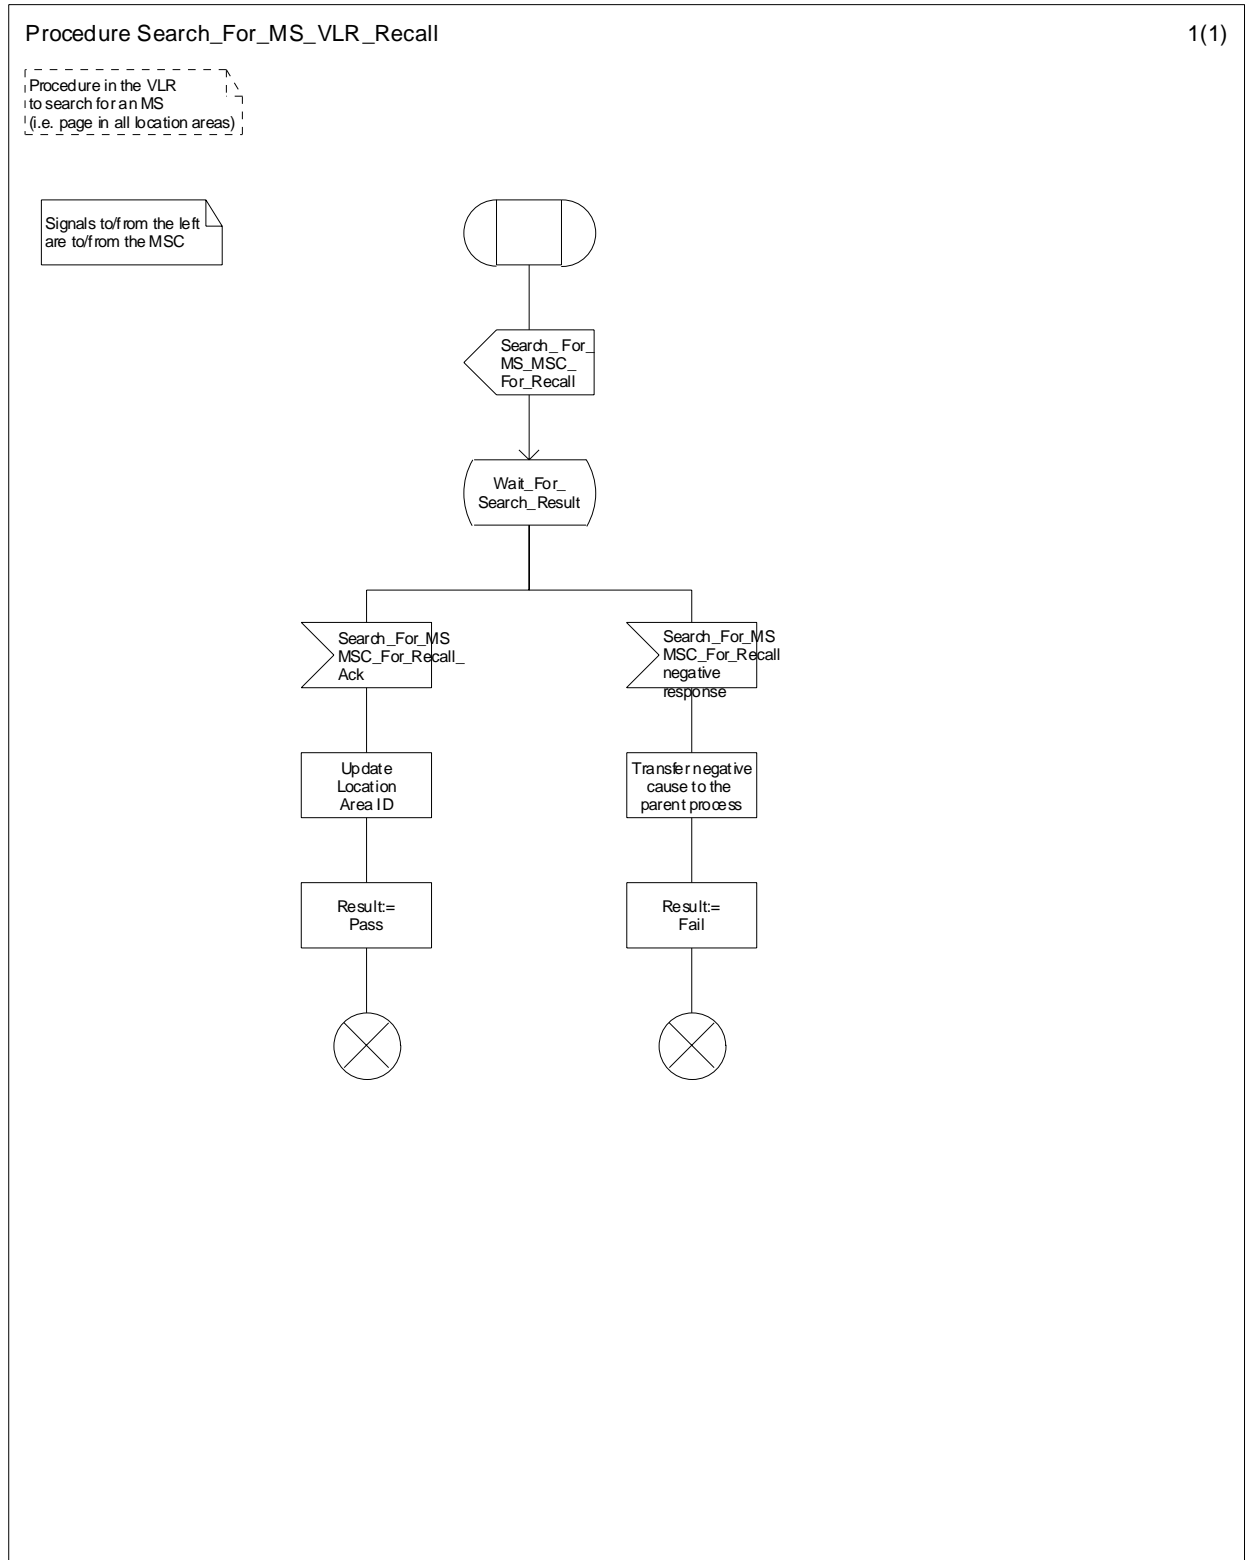 Procedure Search_For_MS_VLR_Recall
1(1)
Procedure in the VLR
to search for an MS
(i.e. page in all location areas)
Signals to/from the left
are to/from the MSC
Search_For_
MS_MSC_
For_Recall
Wait_For_
Search_Result
Search_For_MS
MSC_For_Recall_
Ack
Search_For_MS
MSC_For_Recall
negative
response
Update
Location
Area ID
Transfer negative
cause to the
parent process
Result:=
Pass
Result:=
Fail